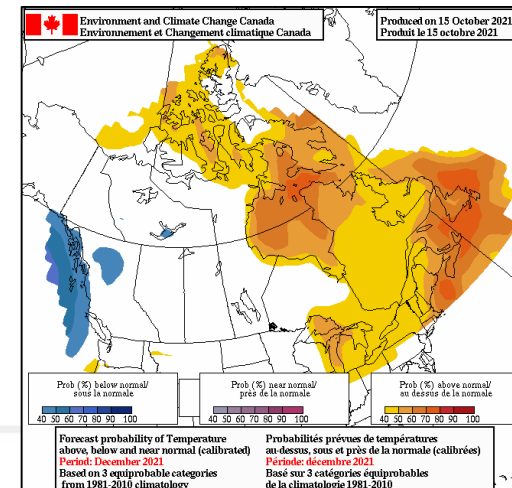 Environment and Climate Change Canada
Environnement et Changement climatique Canada
Produced on 15 October 2021
Produit le 15 octobre 2021
Prob (%) below normal/
sous la normale
40 50 60 70 80 90 100
Prob (%) near normal/
près de la normale
40 50 60 70 80 90 100
Prob (%) above normal/
au dessus de la normale
40 50 60 70 80 90 100
Forecast probability of Temperature
above, below and near normal (calibrated)
Period: December 2021
Based on 3 equiprobable categories
from 1981-2010 climatology
Probabilités prévues de températures
au-dessus, sous et près de la normale (calibrées)
Période: décembre 2021
Basé sur 3 catégories équiprobables
de la climatologie 1981-2010